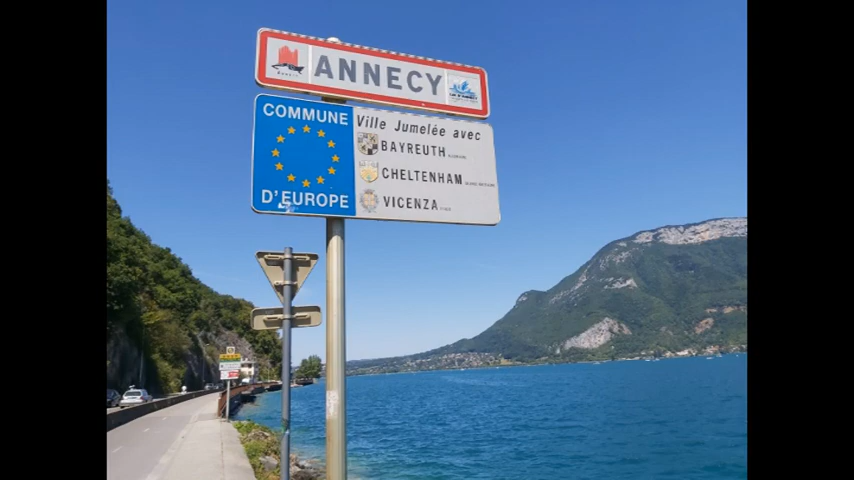 ANNECY
COMMUNE
D'EUROPE
Ville Jumelée avec
BAYREUTH
CHELTENHAM
VICENZA